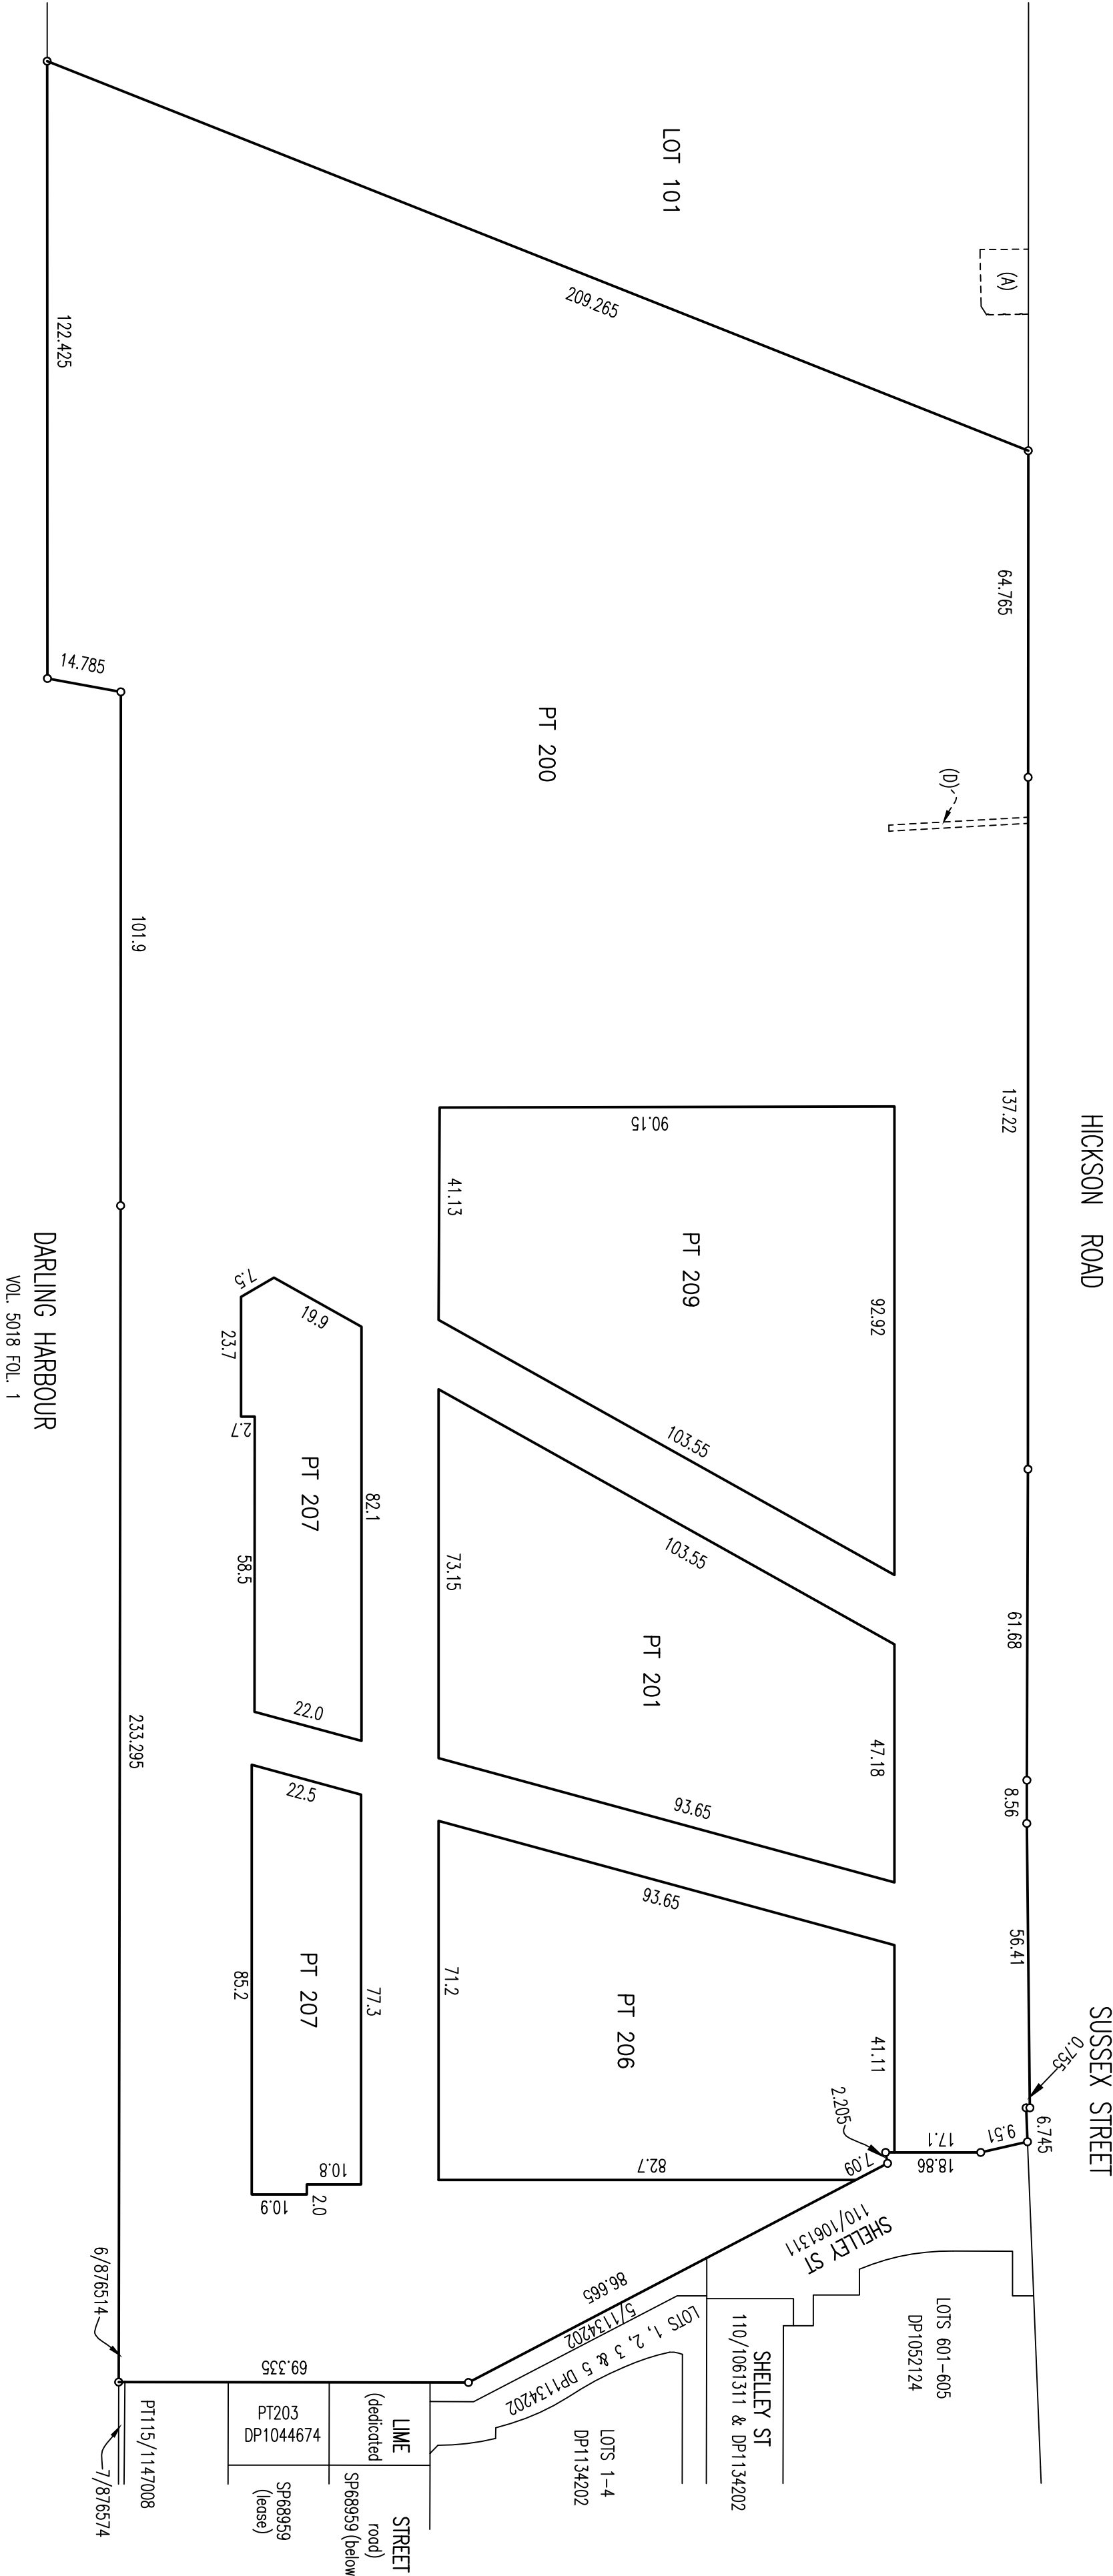 HICKSON ROAD
SUSSEX STREET
LOT 101
(A)
209.265
122.425
64.765
14.785
PT 200
(D)
101.9
137.22
90.15
41.13
PT 209
92.92
103.55
DARLING HARBOUR
VOL. 5018 FOL. 1
7.5
19.9
23.7
2.7
PT 207
82.1
58.5
22.0
103.55
73.15
PT 201
47.18
93.65
61.68
8.56
56.41
0.755
6.745
9.51
17.1
18.86
2.205
7.09
233.295
22.5
85.2
PT 207
77.3
10.8
2.0
10.9
93.65
71.2
PT 206
41.11
82.7
86.665
69.335
SHELLEY ST
110/1061311
LOTS 601-605
DP1052124
SHELLEY ST
110/1061311 & DP1134202
5/1134202
LOTS 1, 2, 3 & 5 DP1134202
LOTS 1-4
DP1134202
LIME STREET
(dedicated road)
SP68959 (below
PT203
DP1044674
SP68959
(lease)
PT115/1147008
6/876514
7/876574